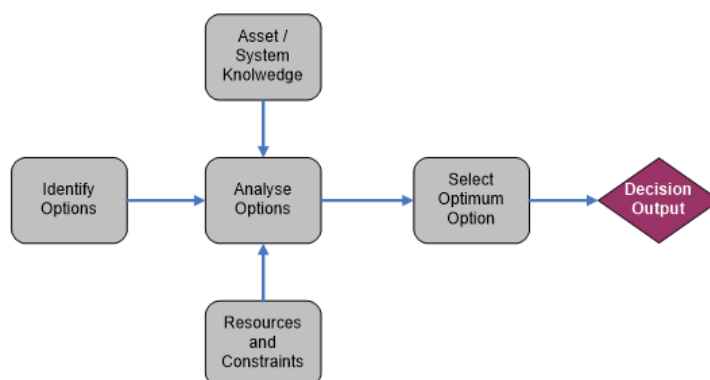 Asset /
System
Knolwedge
Identify
Options
Analyse
Options
Select
Optimum
Option
Decision
Output
Resources
and
Constraints